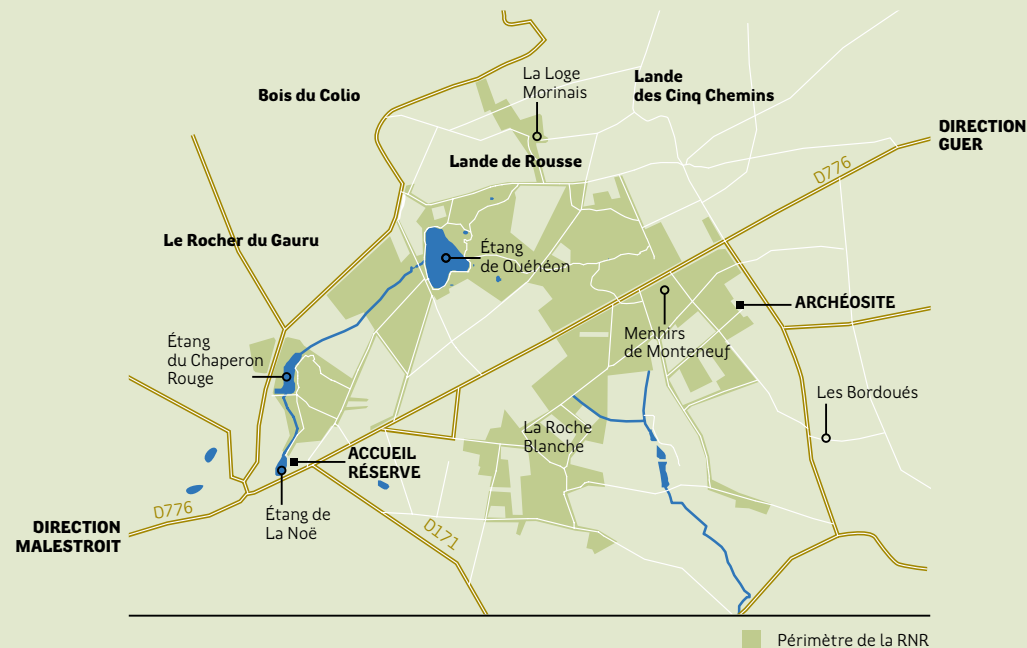 La Loge
Morinais
Lande
des Cinq Chemins
Bois du Colio
DIRECTION
GUER
D776
Lande de Rousse
Le Rocher du Gauru
Étang
de Quéhéon
ARCHÉOSITE
Menhirs
de Monteneuf
Étang
du Chaperon
Rouge
Les Bordoués
La Roche
Blanche
ACCUEIL
RÉSERVE
D776
Étang de
La Noë
D171
DIRECTION
MALESTROIT
Périmètre de la RNR